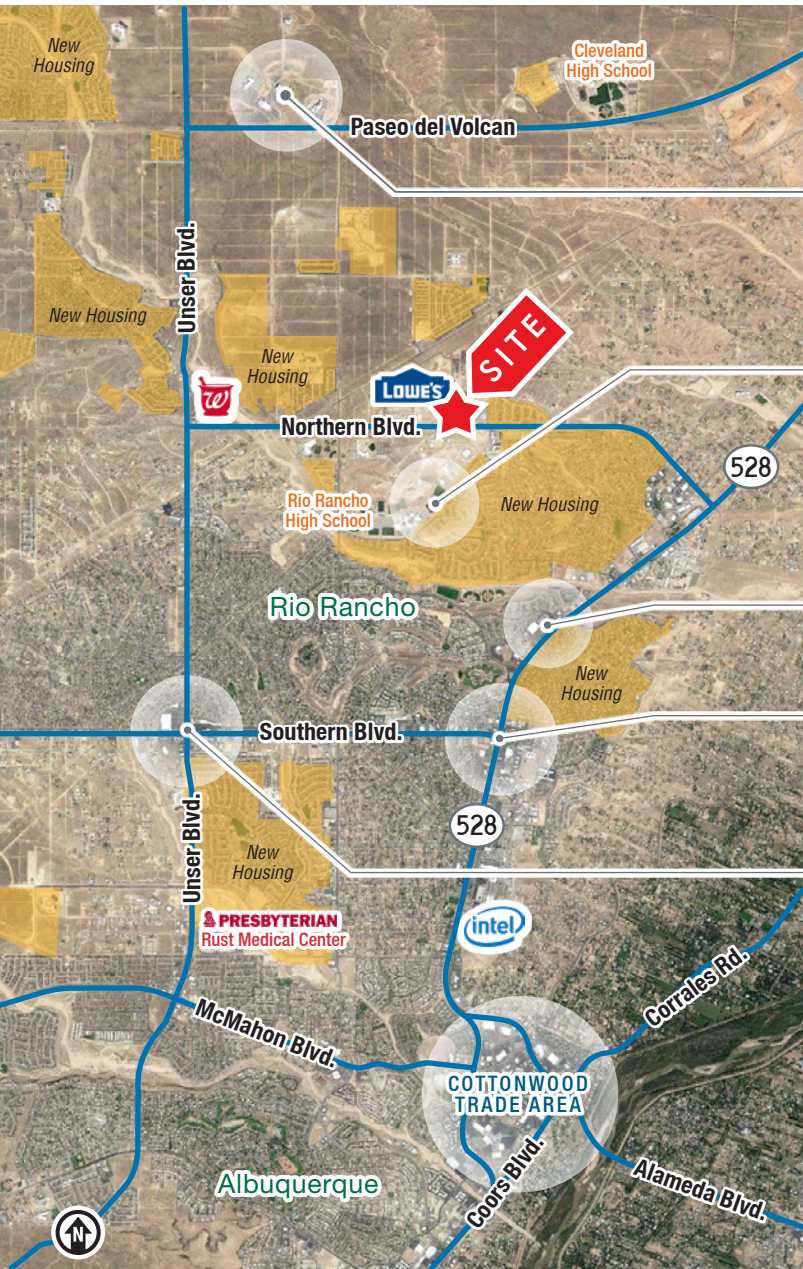 New
Housing
Cleveland
High School
Paseo del Volcan
Unser Blvd.
New Housing
New
Housing
SITE
W
LOWE'S
Northern Blvd.
528
Rio Rancho
High School
New Housing
Rio Rancho
New
Housing
Southern Blvd.
528
Unser Blvd.
New
Housing
PRESBYTERIAN
Rust Medical Center
intel
Corrales Rd.
McMahon Blvd.
COTTONWOOD
TRADE AREA
Albuquerque
Coors Blvd.
Alameda Blvd.
N